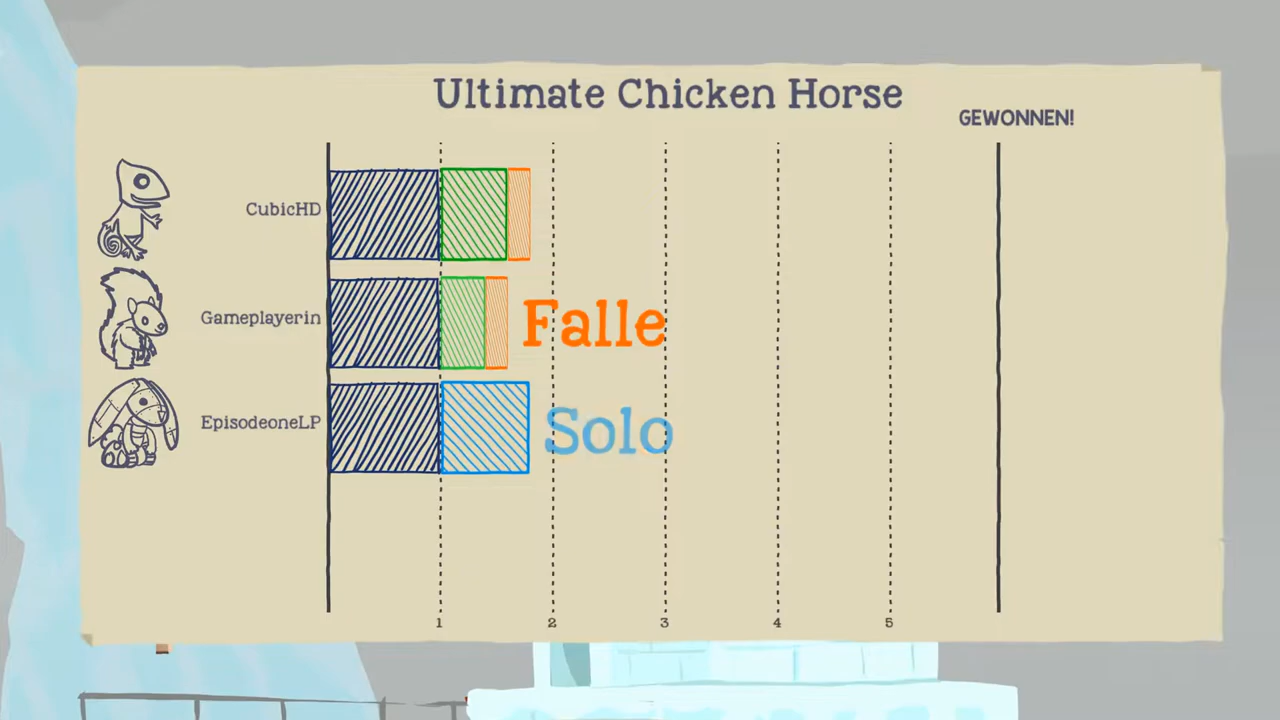 Ultimate Chicken Horse
GEWONNEN!
CubicHD
Gameplayerin
Falle
EpisodeoneLP
Solo
1 2 3 4 5